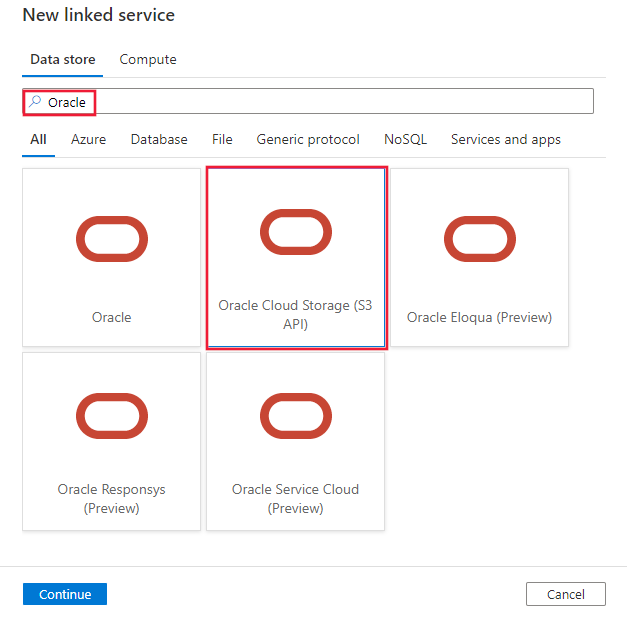 New linked service
Data store Compute
Oracle
All Azure Database File Generic protocol NoSQL Services and apps
Oracle
Oracle Cloud Storage (S3
API)
Oracle Eloqua (Preview)
Oracle Responsys
(Preview)
Oracle Service Cloud
(Preview)
Continue Cancel